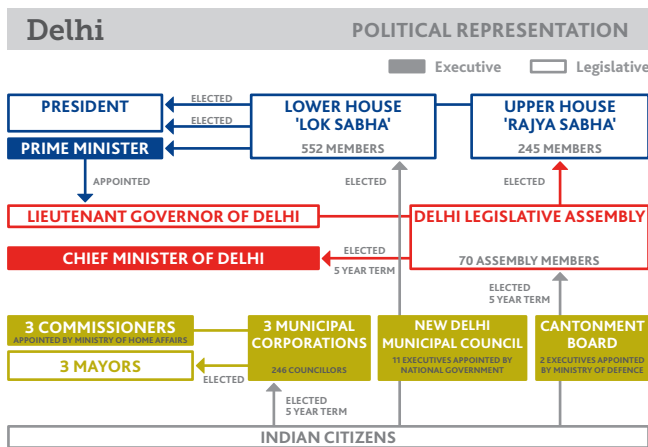 Delhi
POLITICAL REPRESENTATION
Executive
Legislative
PRESIDENT
ELECTED
ELECTED
LOWER HOUSE
'LOK SABHA'
552 MEMBERS
UPPER HOUSE
'RAJYA SABHA'
245 MEMBERS
PRIME MINISTER
APPOINTED
ELECTED
ELECTED
LIEUTENANT GOVERNOR OF DELHI
DELHI LEGISLATIVE ASSEMBLY
70 ASSEMBLY MEMBERS
CHIEF MINISTER OF DELHI
ELECTED
5 YEAR TERM
ELECTED
5 YEAR TERM
3 COMMISSIONERS
APPOINTED BY MINISTRY OF HOME AFFAIRS
3 MAYORS
ELECTED
3 MUNICIPAL
CORPORATIONS
246 COUNCILLORS
NEW DELHI
MUNICIPAL COUNCIL
11 EXECUTIVES APPOINTED BY
NATIONAL GOVERNMENT
CANTONMENT
BOARD
2 EXECUTIVES APPOINTED
BY MINISTRY OF DEFENCE
ELECTED
5 YEAR TERM
INDIAN CITIZENS